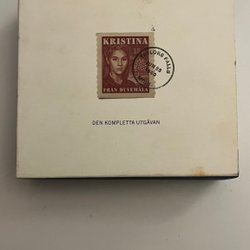 KRISTINA
FRÅN DUVEMÅLA
DEN KOMPLETTA UTGÅVAN